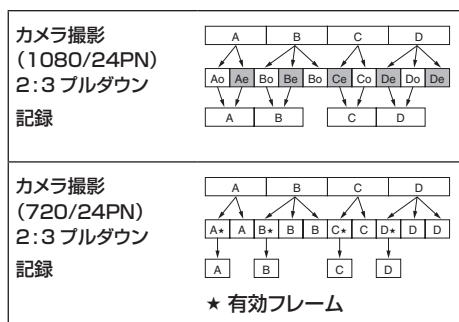 カメラ撮影
(1080/24PN)
2:3 プルダウン
記録
A B C D
Ao Ae Bo Be Bo Ce Co De Do De
A B C D
カメラ撮影
(720/24PN)
2:3 プルダウン
記録
A B C D
A★ A B★ B B C★ C D★ D D
A B C D
★ 有効フレーム